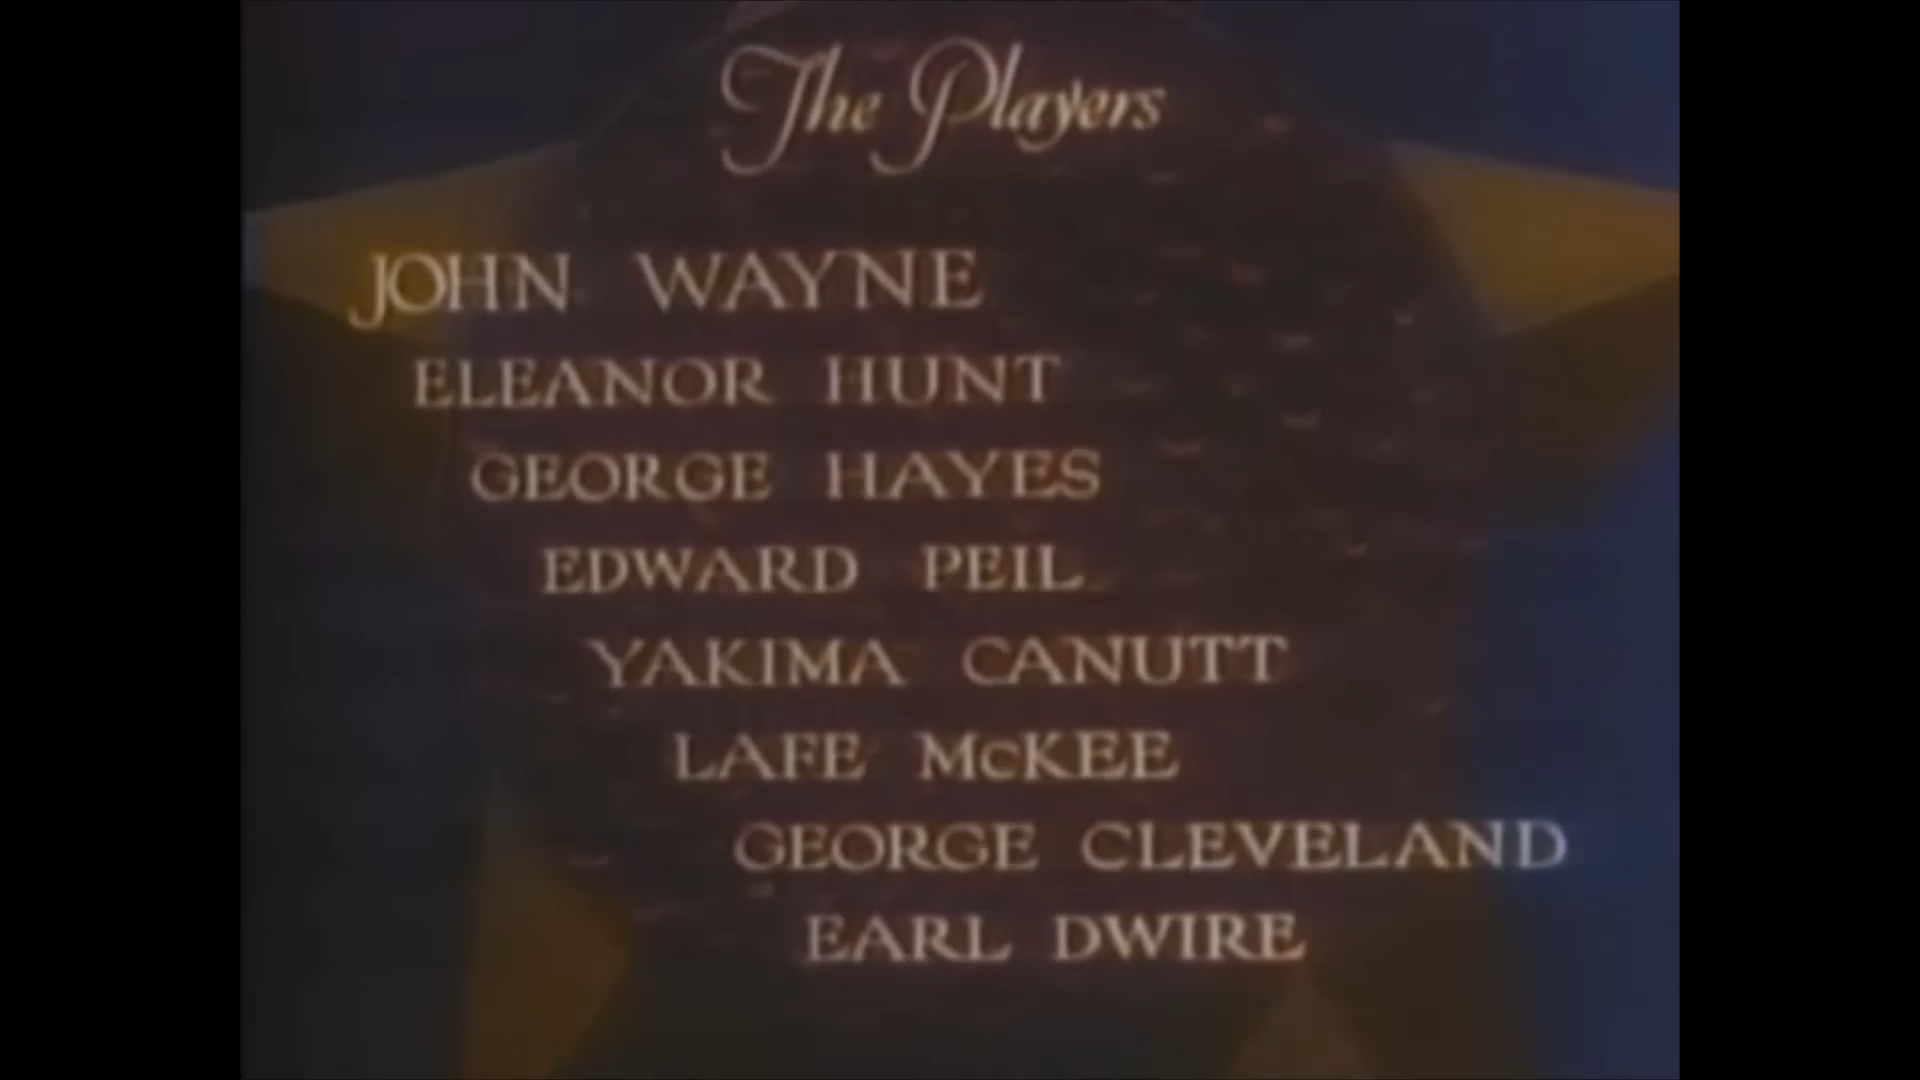 The Players
JOHN WAYNE
ELEANOR HUNT
GEORGE HAYES
EDWARD PEIL
YAKIMA CANUTT
LAFE McKEE
GEORGE CLEVELAND
EARL DWIRE